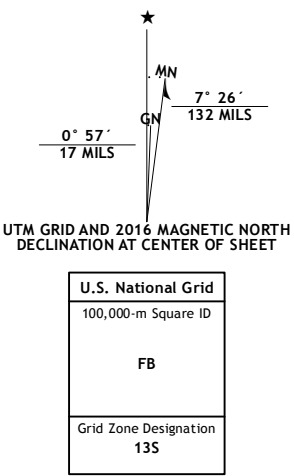 ★
MN
7° 26´
132 MILS
GN
0° 57´
17 MILS
UTM GRID AND 2016 MAGNETIC NORTH
DECLINATION AT CENTER OF SHEET
U.S. National Grid
100,000-m Square ID
FB
Grid Zone Designation
13S